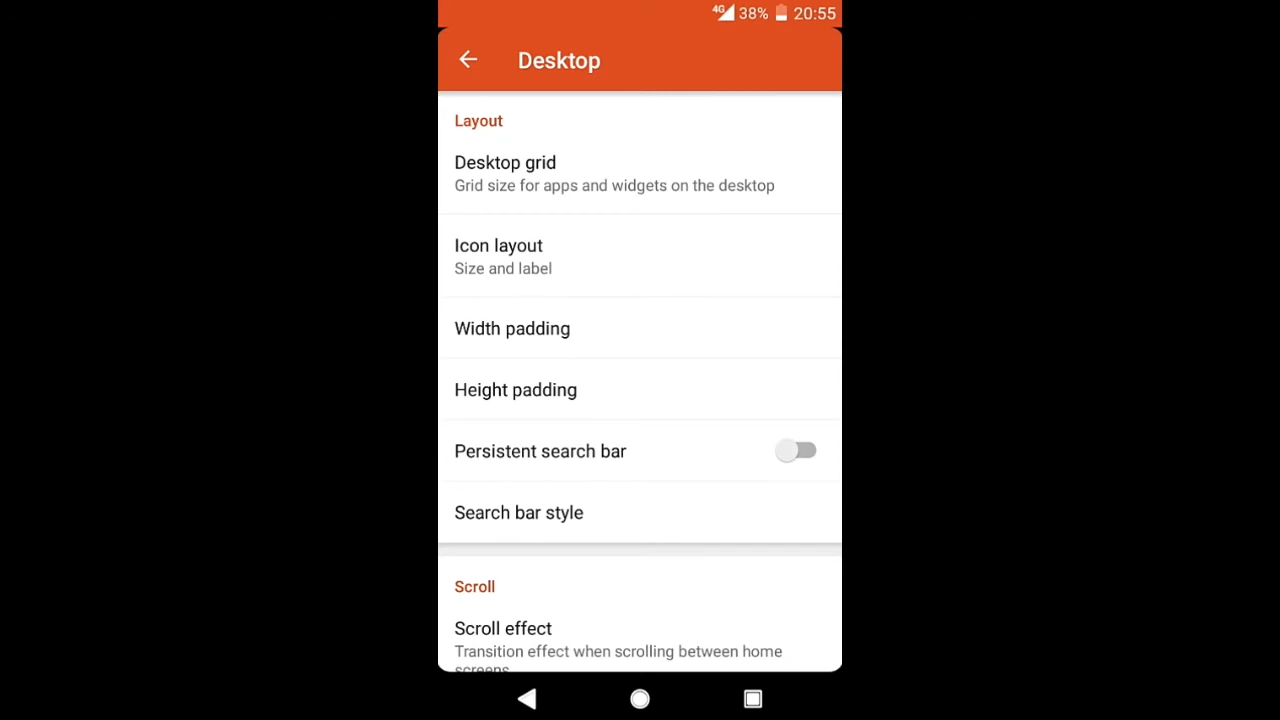 4G 38% 20:55
Desktop
Layout
Desktop grid
Grid size for apps and widgets on the desktop
Icon layout
Size and label
Width padding
Height padding
Persistent search bar
Search bar style
Scroll
Scroll effect
Transition effect when scrolling between home
screens